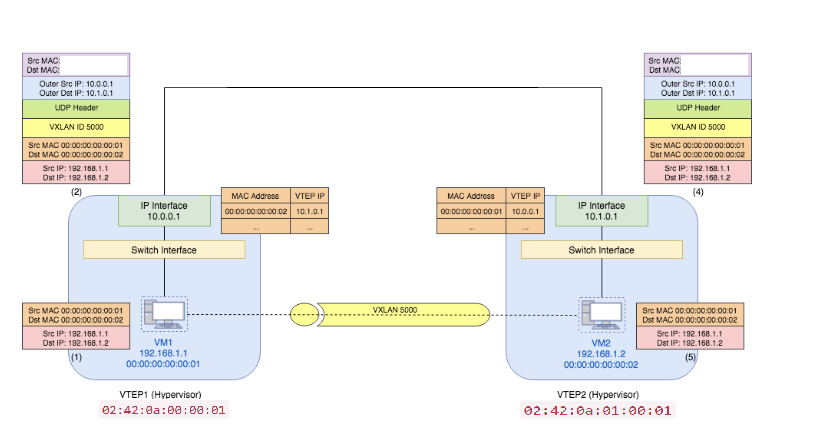 Src MAC:
Dst MAC:
Outer Src IP: 10.0.0.1
Outer Dst IP: 10.1.0.1
UDP Header
VXLAN ID 5000
Src MAC 00:00:00:00:00:01
Dst MAC 00:00:00:00:00:02
Src IP: 192.168.1.1
Dst IP: 192.168.1.2
(2)
Src MAC:
Dst MAC:
Outer Src IP: 10.0.0.1
Outer Dst IP: 10.1.0.1
UDP Header
VXLAN ID 5000
Src MAC 00:00:00:00:00:01
Dst MAC 00:00:00:00:00:02
Src IP: 192.168.1.1
Dst IP: 192.168.1.2
(4)
IP Interface
10.0.0.1
MAC Address VTEP IP
00:00:00:00:00:02 10.1.0.1
... ...
MAC Address VTEP IP
00:00:00:00:00:01 10.0.0.1
... ...
IP Interface
10.1.0.1
Switch Interface
Switch Interface
Src MAC 00:00:00:00:00:01
Dst MAC 00:00:00:00:00:02
Src IP: 192.168.1.1
Dst IP: 192.168.1.2
(1)
VM1
192.168.1.1
00:00:00:00:00:01
VXLAN 5000
VM2
192.168.1.2
00:00:00:00:00:02
Src MAC 00:00:00:00:00:01
Dst MAC 00:00:00:00:00:02
Src IP: 192.168.1.1
Dst IP: 192.168.1.2
(5)
VTEP1 (Hypervisor)
02:42:0a:00:00:01
VTEP2 (Hypervisor)
02:42:0a:01:00:01